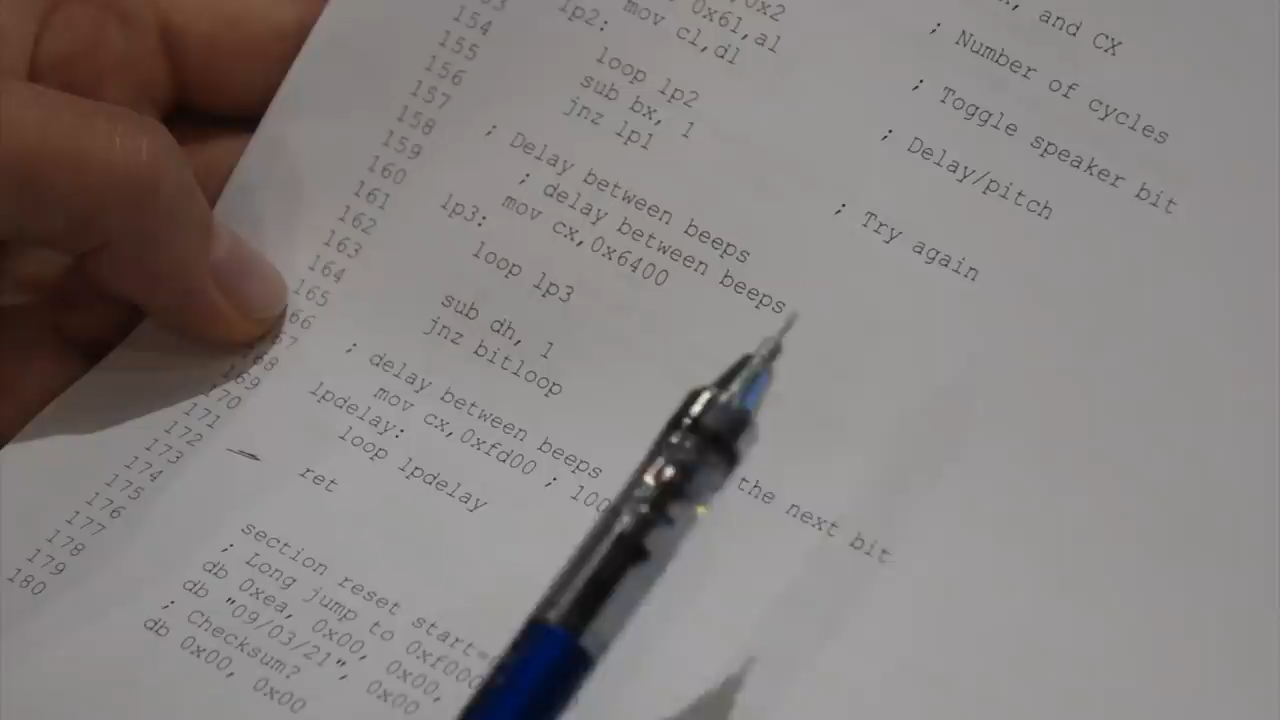 0x2
0x61,al
mov cl,dl
lp2:
loop lp2
sub bx, 1
jnz lp1
; Delay between beeps
; delay between beeps
mov cx,0x6400
lp3:
loop lp3
sub dh, 1
jnz bitloop
; delay between beeps
mov cx,0xfd00 ; 100 the next bit
lpdelay:
loop lpdelay
ret
section reset start=
; Long jump to 0xf000
db 0xea, 0x00, 0x00,
db "09/03/21", 0x00
; Checksum?
db 0x00, 0x00
and CX
; Number of cycles
; Toggle speaker bit
; Delay/pitch
; Try again
154
155
156
157
158
159
160
161
162
163
164
165
66
67
68
169
170
171
172
173
174
175
176
177
178
179
180